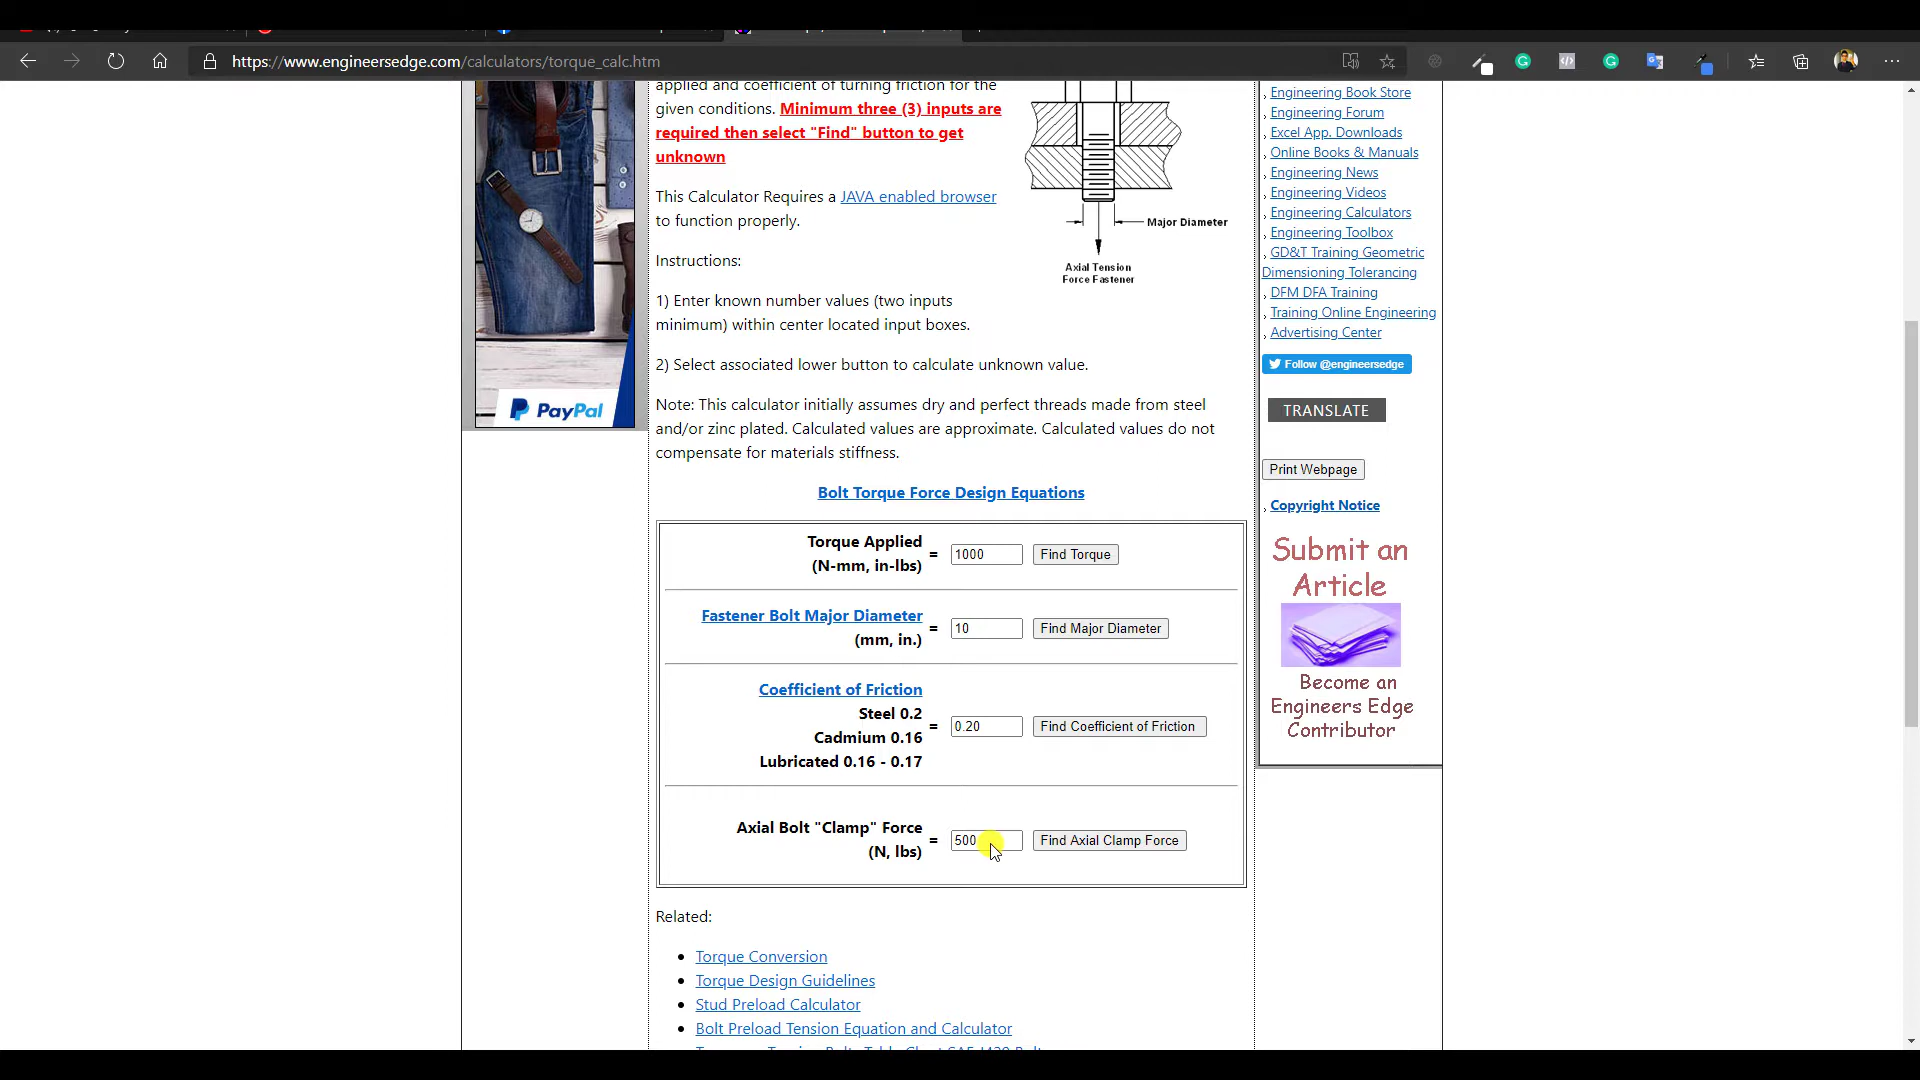 https://www.engineersedge.com/calculators/torque_calc.htm
applied and coefficient of turning friction for the
given conditions. Minimum three (3) inputs are
required then select "Find" button to get
unknown
This Calculator Requires a JAVA enabled browser
to function properly.
Instructions:
1) Enter known number values (two inputs
minimum) within center located input boxes.
2) Select associated lower button to calculate unknown value.
Note: This calculator initially assumes dry and perfect threads made from steel
and/or zinc plated. Calculated values are approximate. Calculated values do not
compensate for materials stiffness.
Major Diameter
Axial Tension
Force Fastener
PayPal
Bolt Torque Force Design Equations
Torque Applied
(N-mm, in-lbs)
=
1000
Find Torque
Fastener Bolt Major Diameter
(mm, in.)
=
10
Find Major Diameter
Coefficient of Friction
Steel 0.2
Cadmium 0.16
Lubricated 0.16 - 0.17
=
0.20
Find Coefficient of Friction
Axial Bolt "Clamp" Force
(N, lbs)
=
500
Find Axial Clamp Force
Related:
Torque Conversion
Torque Design Guidelines
Stud Preload Calculator
Bolt Preload Tension Equation and Calculator
Engineering Book Store
Engineering Forum
Excel App. Downloads
Online Books & Manuals
Engineering News
Engineering Videos
Engineering Calculators
Engineering Toolbox
GD&T Training Geometric
Dimensioning Tolerancing
DFM DFA Training
Training Online Engineering
Advertising Center
Follow @engineersedge
TRANSLATE
Print Webpage
Copyright Notice
Submit an
Article
Become an
Engineers Edge
Contributor